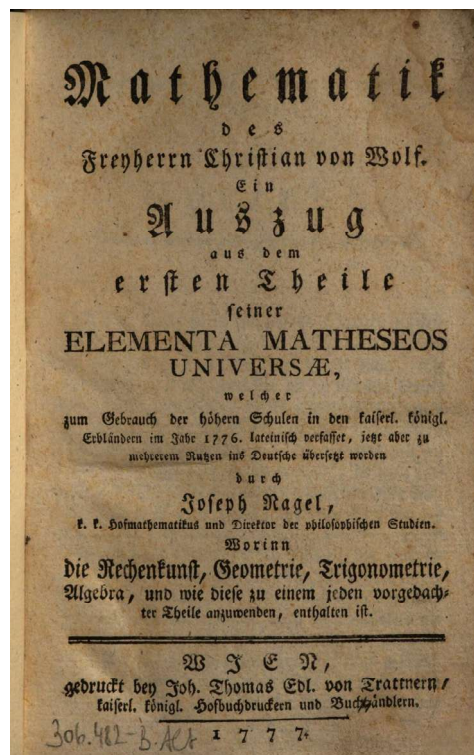 Mathematik
des
Freyherrn Christian von Wolf.
Ein
Auszug
aus dem
ersten Theile
seiner
ELEMENTA MATHESEOS
UNIVERSÆ,
welcher
zum Gebrauch der höhern Schulen in den kaiserl. königl.
Erbländern im Jahr 1776. lateinisch verfasset, jetzt aber zu
mehrerem Nutzen ins Deutsche übersetzt worden
durch
Joseph Nagel,
k. k. Hofmathematikus und Direktor der philosophischen Studien.
Worinn
die Rechenkunst, Geometrie, Trigonometrie,
Algebra, und wie diese zu einem jeden vorgedach-
ter Theile anzuwenden, enthalten ist.
WIEN,
gedruckt bey Joh. Thomas Edl. von Trattnern,
kaiserl. königl. Hofbuchdruckern und Buchhändlern.
1777.
306.482-B.Alt